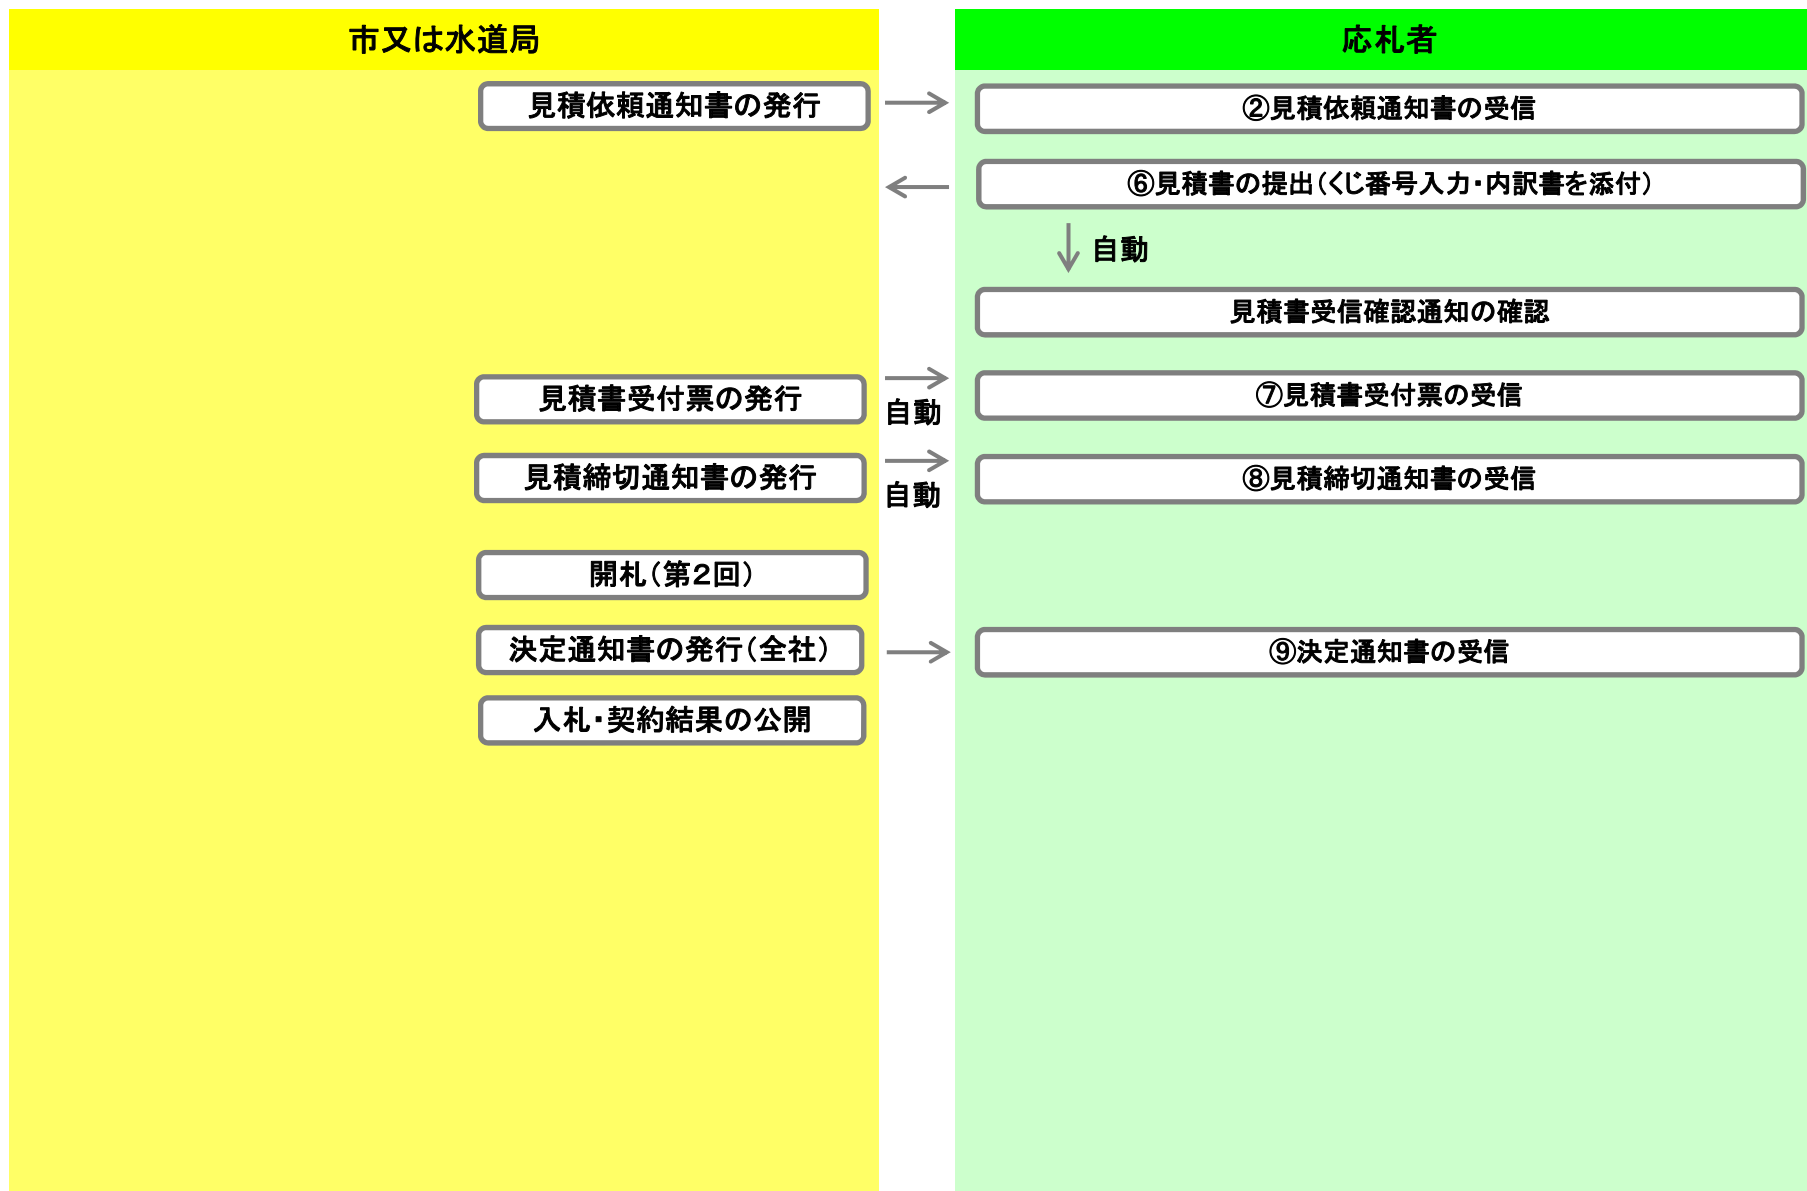 市又は水道局
応札者
見積依頼通知書の発行
②見積依頼通知書の受信
⑥見積書の提出（くじ番号入力・内訳書を添付）
自動
見積書受信確認通知の確認
見積書受付票の発行
自動
⑦見積書受付票の受信
見積締切通知書の発行
自動
⑧見積締切通知書の受信
開札（第２回）
決定通知書の発行（全社）
⑨決定通知書の受信
入札・契約結果の公開